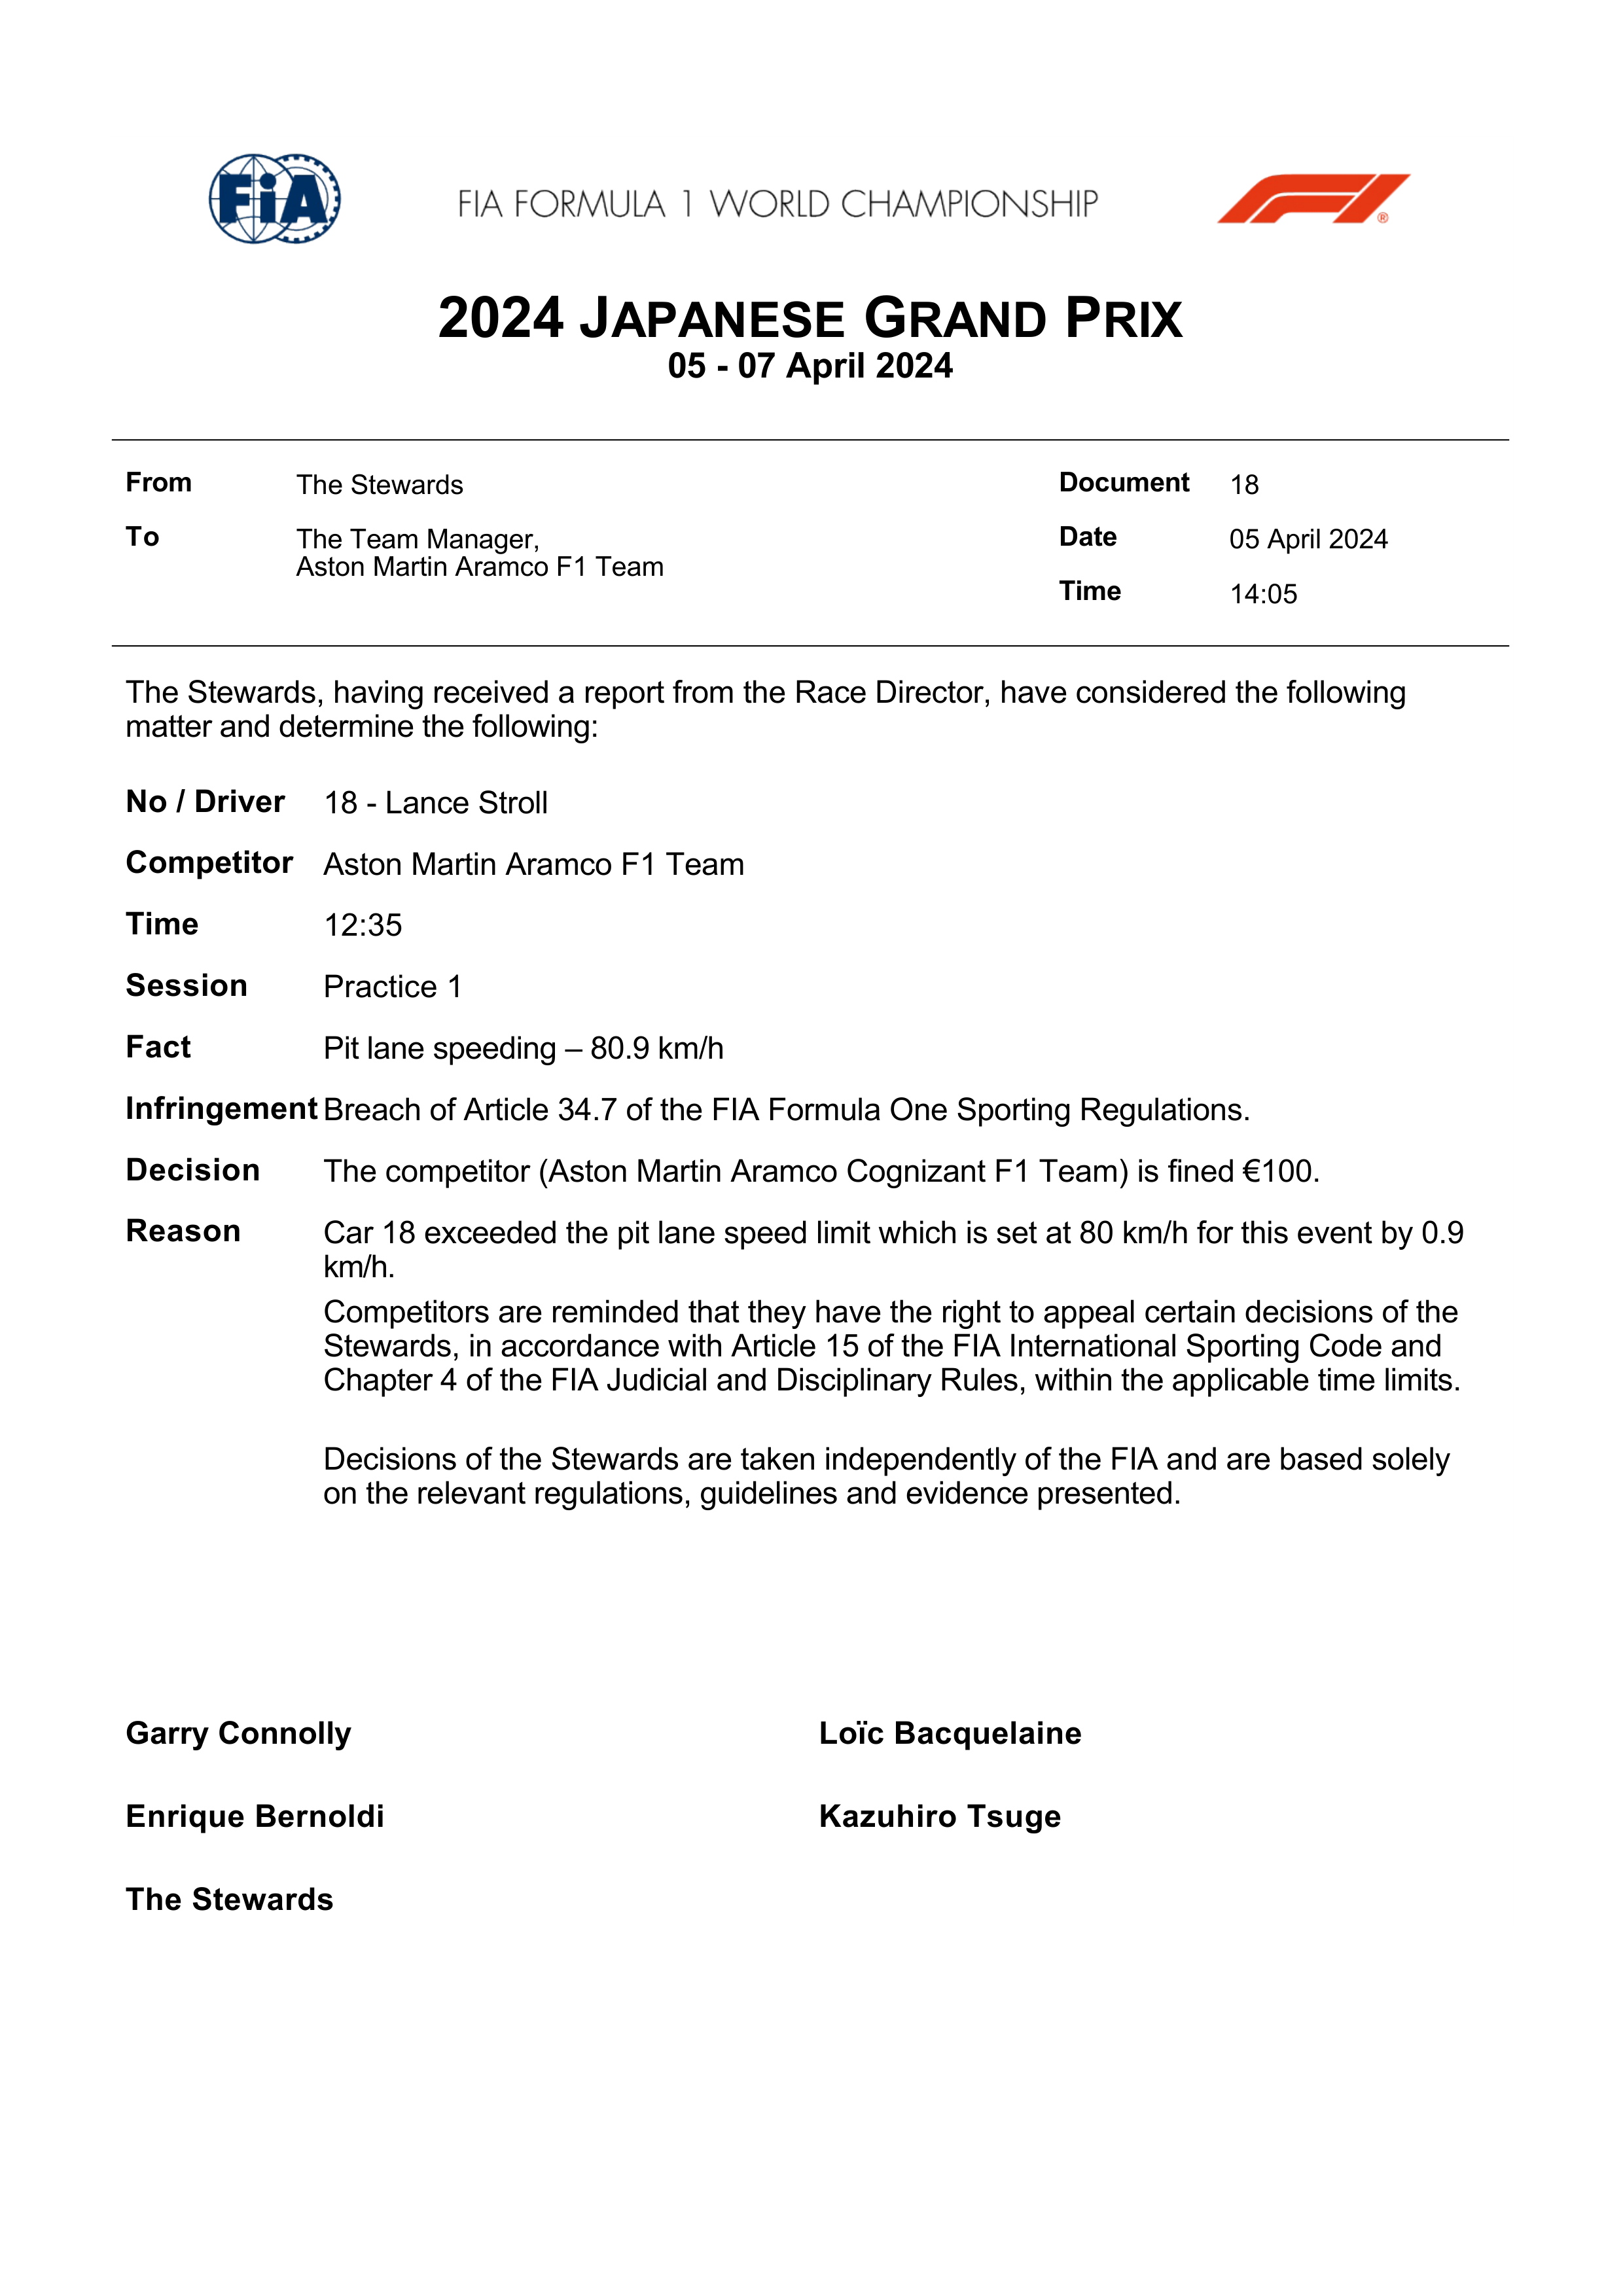 FiA
FIA FORMULA 1 WORLD CHAMPIONSHIP
F1®
2024 JAPANESE GRAND PRIX
05 - 07 April 2024
From The Stewards Document 18
To The Team Manager, Date 05 April 2024
Aston Martin Aramco F1 Team
Time 14:05
The Stewards, having received a report from the Race Director, have considered the following
matter and determine the following:
No / Driver 18 - Lance Stroll
Competitor Aston Martin Aramco F1 Team
Time 12:35
Session Practice 1
Fact Pit lane speeding – 80.9 km/h
Infringement Breach of Article 34.7 of the FIA Formula One Sporting Regulations.
Decision The competitor (Aston Martin Aramco Cognizant F1 Team) is fined €100.
Reason Car 18 exceeded the pit lane speed limit which is set at 80 km/h for this event by 0.9
km/h.
Competitors are reminded that they have the right to appeal certain decisions of the
Stewards, in accordance with Article 15 of the FIA International Sporting Code and
Chapter 4 of the FIA Judicial and Disciplinary Rules, within the applicable time limits.
Decisions of the Stewards are taken independently of the FIA and are based solely
on the relevant regulations, guidelines and evidence presented.
Garry Connolly Loïc Bacquelaine
Enrique Bernoldi Kazuhiro Tsuge
The Stewards